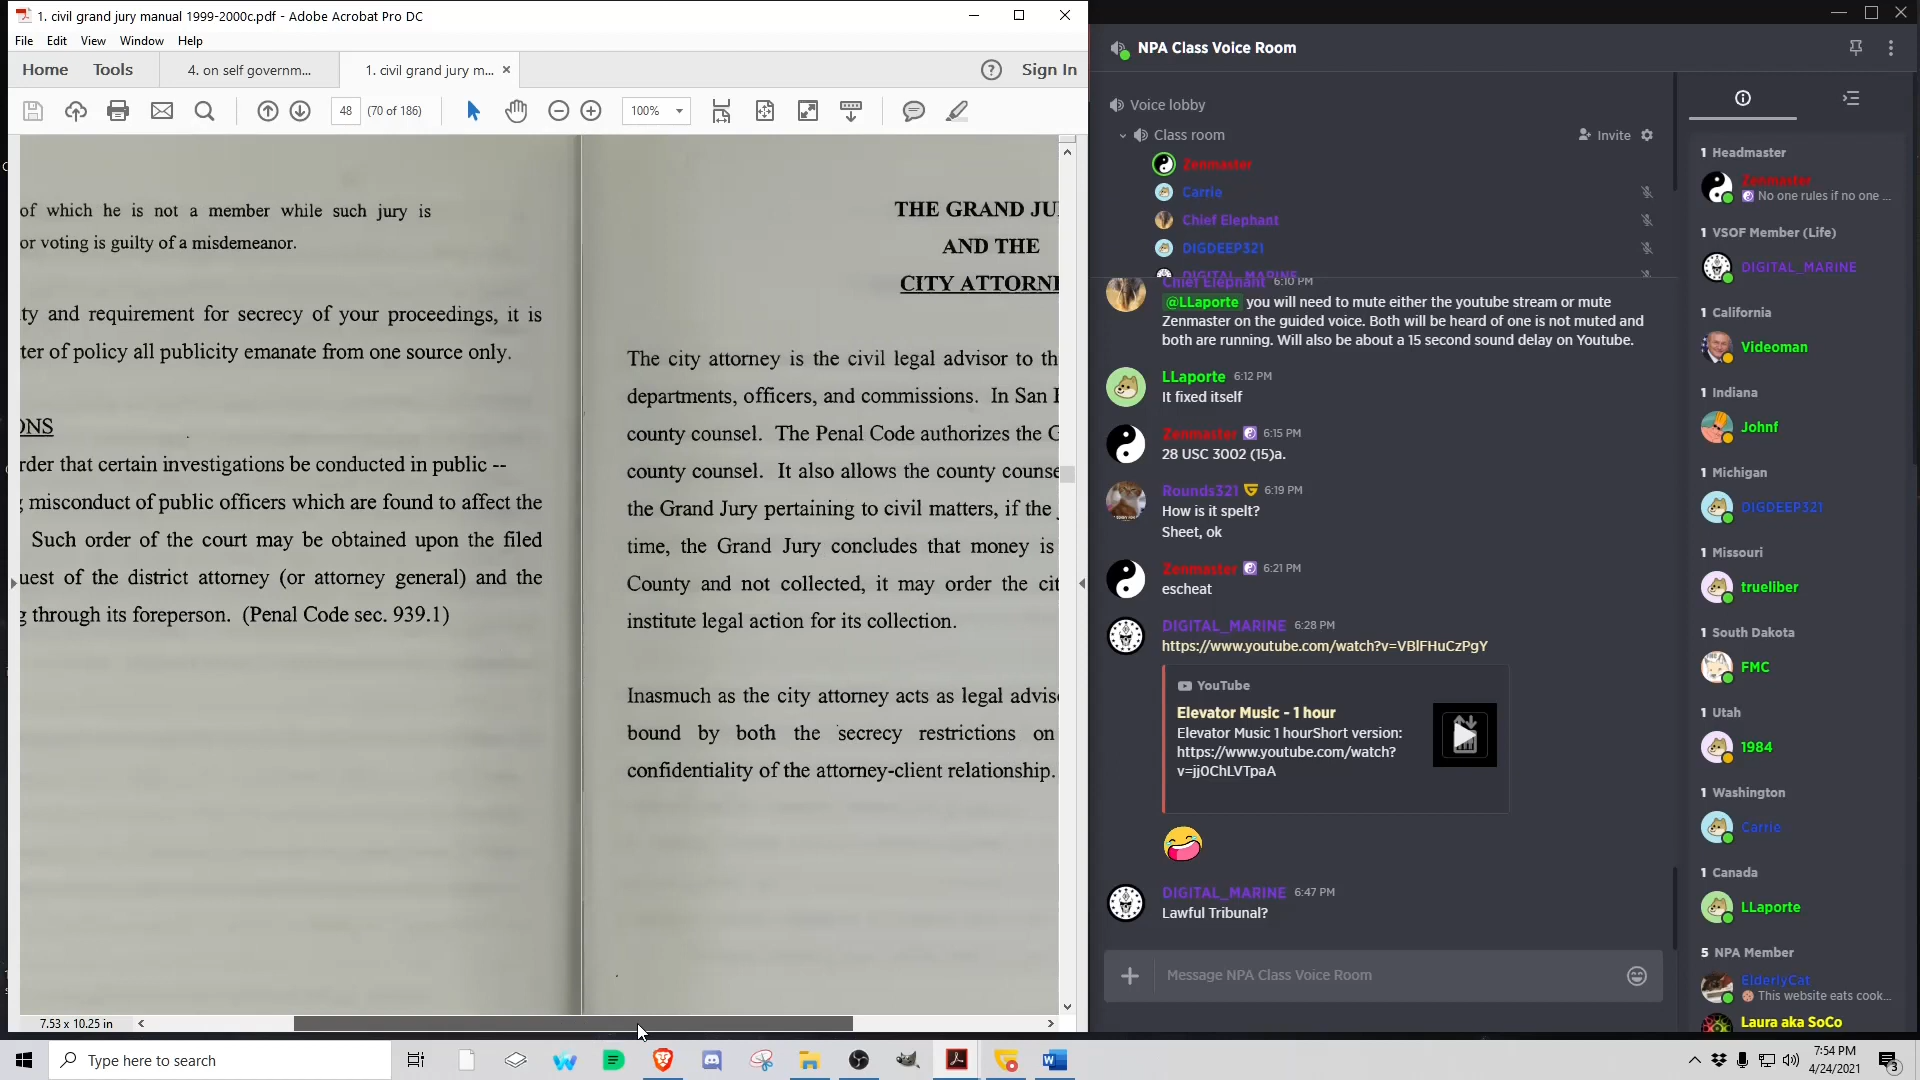 1. civil grand jury manual 1999-2000c.pdf - Adobe Acrobat Pro DC
File Edit View Window Help
Home Tools 4. on self governm... 1. civil grand jury m... × Sign In
48 (70 of 186) 100%
of which he is not a member while such jury is
or voting is guilty of a misdemeanor.
ty and requirement for secrecy of your proceedings, it is
ter of policy all publicity emanate from one source only.
ONS
rder that certain investigations be conducted in public --
g misconduct of public officers which are found to affect the
Such order of the court may be obtained upon the filed
uest of the district attorney (or attorney general) and the
g through its foreperson. (Penal Code sec. 939.1)
THE GRAND JU
AND THE
CITY ATTORNE
The city attorney is the civil legal advisor to th
departments, officers, and commissions. In San
county counsel. The Penal Code authorizes the G
county counsel. It also allows the county counse
the Grand Jury pertaining to civil matters, if the
time, the Grand Jury concludes that money is
County and not collected, it may order the cit
institute legal action for its collection.
Inasmuch as the city attorney acts as legal advis
bound by both the secrecy restrictions on
confidentiality of the attorney-client relationship.
7.53 x 10.25 in
NPA Class Voice Room
Voice lobby
Class room Invite
Zenmaster
Carrie
Chief Elephant
DIGDEEP321
DIGITAL_MARINE
Chief Elephant 6:10 PM
@LLaporte you will need to mute either the youtube stream or mute
Zenmaster on the guided voice. Both will be heard of one is not muted and
both are running. Will also be about a 15 second sound delay on Youtube.
LLaporte 6:12 PM
It fixed itself
Zenmaster 6:15 PM
28 USC 3002 (15)a.
Rounds321 6:19 PM
How is it spelt?
Sheet, ok
Zenmaster 6:21 PM
escheat
DIGITAL_MARINE 6:28 PM
https://www.youtube.com/watch?v=VBlFHuCzPgY
YouTube
Elevator Music - 1 hour
Elevator Music 1 hourShort version:
https://www.youtube.com/watch?
v=jj0ChLVTpaA
DIGITAL_MARINE 6:47 PM
Lawful Tribunal?
Message NPA Class Voice Room
1 Headmaster
Zenmaster
No one rules if no one ...
1 VSOF Member (Life)
DIGITAL_MARINE
1 California
Videoman
1 Indiana
Johnf
1 Michigan
DIGDEEP321
1 Missouri
trueliber
1 South Dakota
FMC
1 Utah
1984
1 Washington
Carrie
1 Canada
LLaporte
5 NPA Member
ElderlyCat
This website eats cook...
Laura aka SoCo
Type here to search
7:54 PM
4/24/2021
3